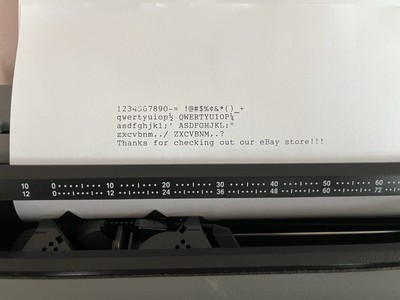 1234567890-= !@#$%¢&*()_+
qwertyuiop½ QWERTYUIOP¼
asdfghjkl;' ASDFGHJKL:"
zxcvbnm,./ ZXCVBNM,.?
Thanks for checking out our eBay store!!!
10 0 10 20 30 40 50 60
12 0 12 24 36 48 60 72